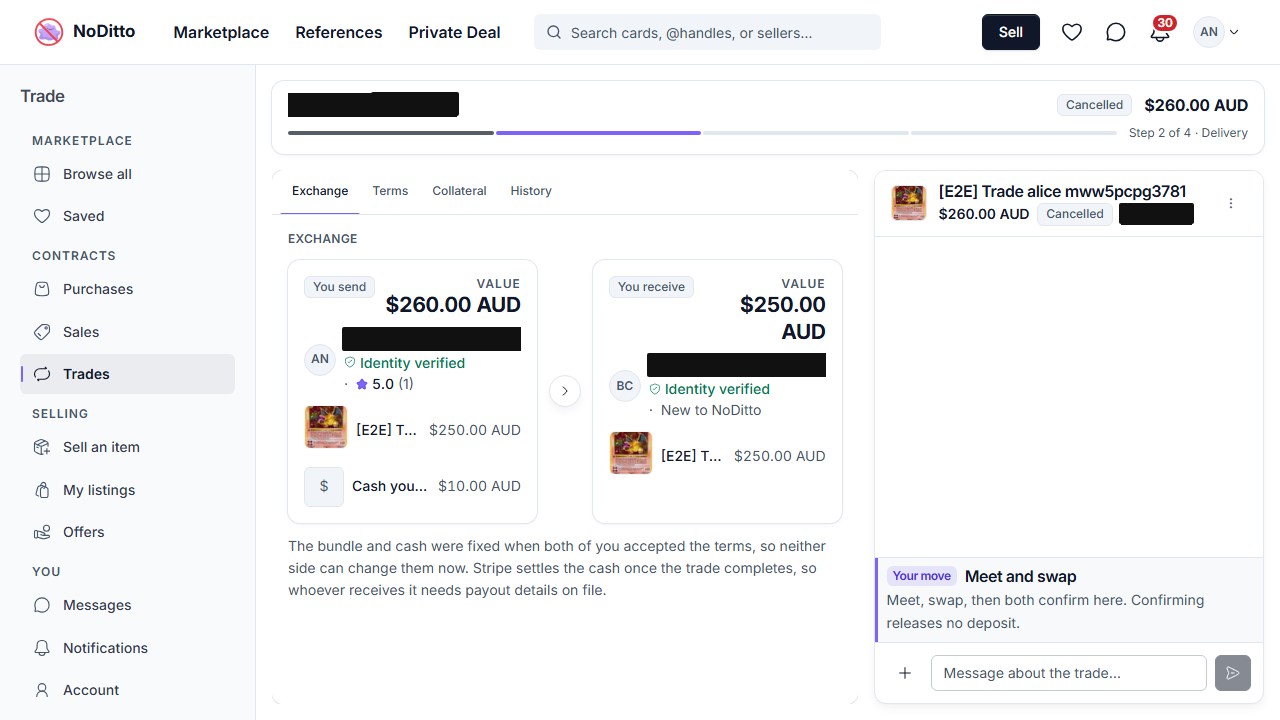 NoDitto
Marketplace
References
Private Deal
Search cards, @handles, or sellers...
Sell
30
AN
Trade
MARKETPLACE
Browse all
Saved
CONTRACTS
Purchases
Sales
Trades
SELLING
Sell an item
My listings
Offers
YOU
Messages
Notifications
Account
Cancelled
$260.00 AUD
Step 2 of 4 · Delivery
Exchange
Terms
Collateral
History
EXCHANGE
You send
VALUE
$260.00 AUD
AN
Identity verified
· 5.0 (1)
[E2E] T... $250.00 AUD
$ Cash you... $10.00 AUD
You receive
VALUE
$250.00
AUD
BC
Identity verified
· New to NoDitto
[E2E] T... $250.00 AUD
The bundle and cash were fixed when both of you accepted the terms, so neither
side can change them now. Stripe settles the cash once the trade completes, so
whoever receives it needs payout details on file.
[E2E] Trade alice mww5pcpg3781
$260.00 AUD Cancelled
Your move Meet and swap
Meet, swap, then both confirm here. Confirming
releases no deposit.
Message about the trade...